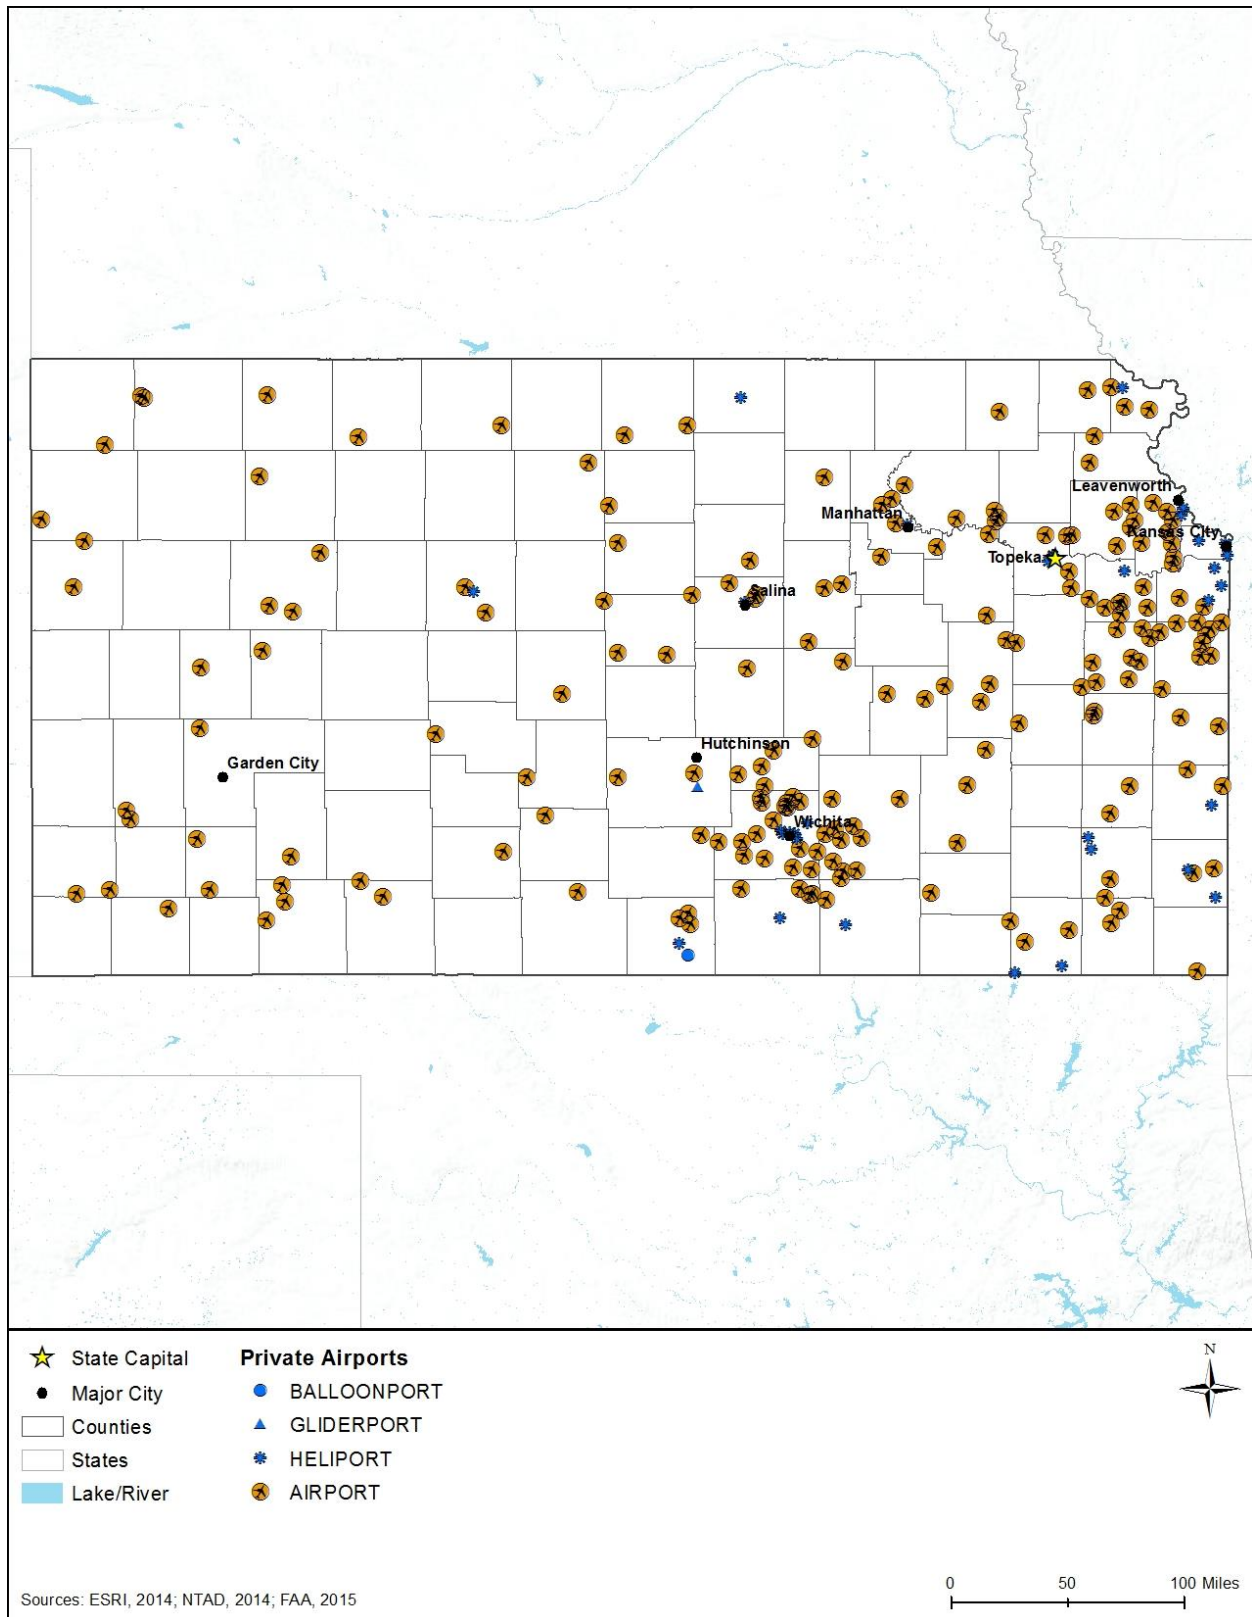 Leavenworth
Manhattan
Kansas City
Topeka
Salina
Hutchinson
Garden City
Wichita
State Capital
Major City
Counties
States
Lake/River
Private Airports
BALLOONPORT
GLIDERPORT
HELIPORT
AIRPORT
N
Sources: ESRI, 2014; NTAD, 2014; FAA, 2015
0 50 100 Miles